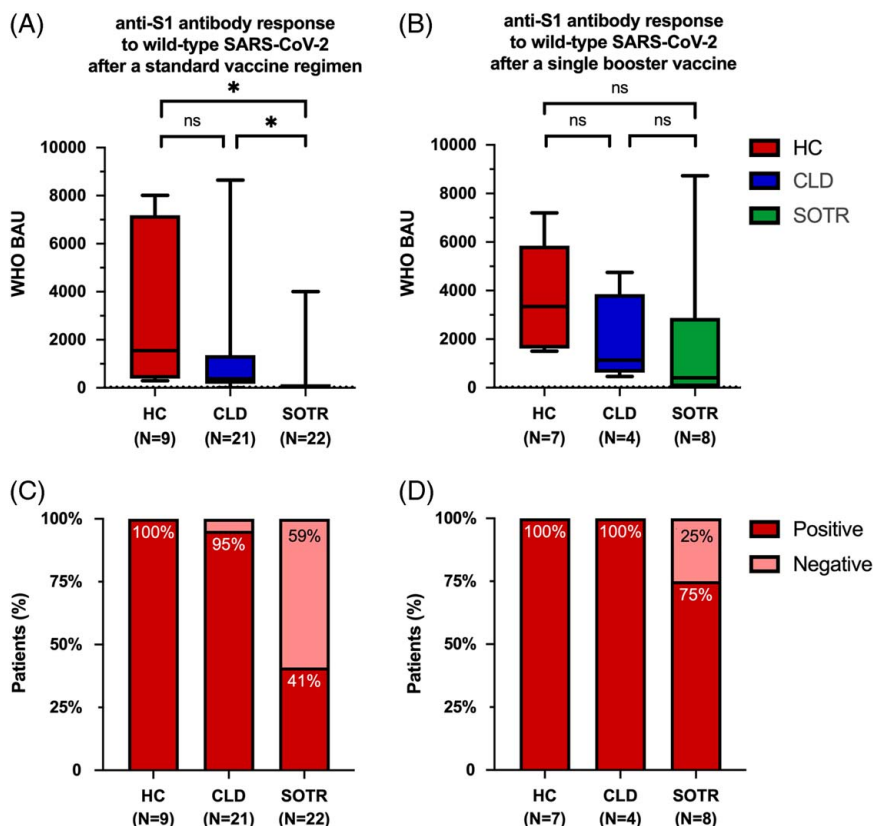 (A)
anti-S1 antibody response
to wild-type SARS-CoV-2
after a standard vaccine regimen
*
ns
*
10000
8000
6000
4000
2000
0
WHO BAU
HC
CLD
SOTR
(N=9)
(N=21)
(N=22)
(B)
anti-S1 antibody response
to wild-type SARS-CoV-2
after a single booster vaccine
ns
ns
ns
10000
8000
6000
4000
2000
0
WHO BAU
HC
CLD
SOTR
(N=7)
(N=4)
(N=8)
HC
CLD
SOTR
(C)
100%
75%
50%
25%
0
Patients (%)
100%
95%
59%
41%
HC
CLD
SOTR
(N=9)
(N=21)
(N=22)
(D)
100%
75%
50%
25%
0
Patients (%)
100%
100%
25%
75%
HC
CLD
SOTR
(N=7)
(N=4)
(N=8)
Positive
Negative